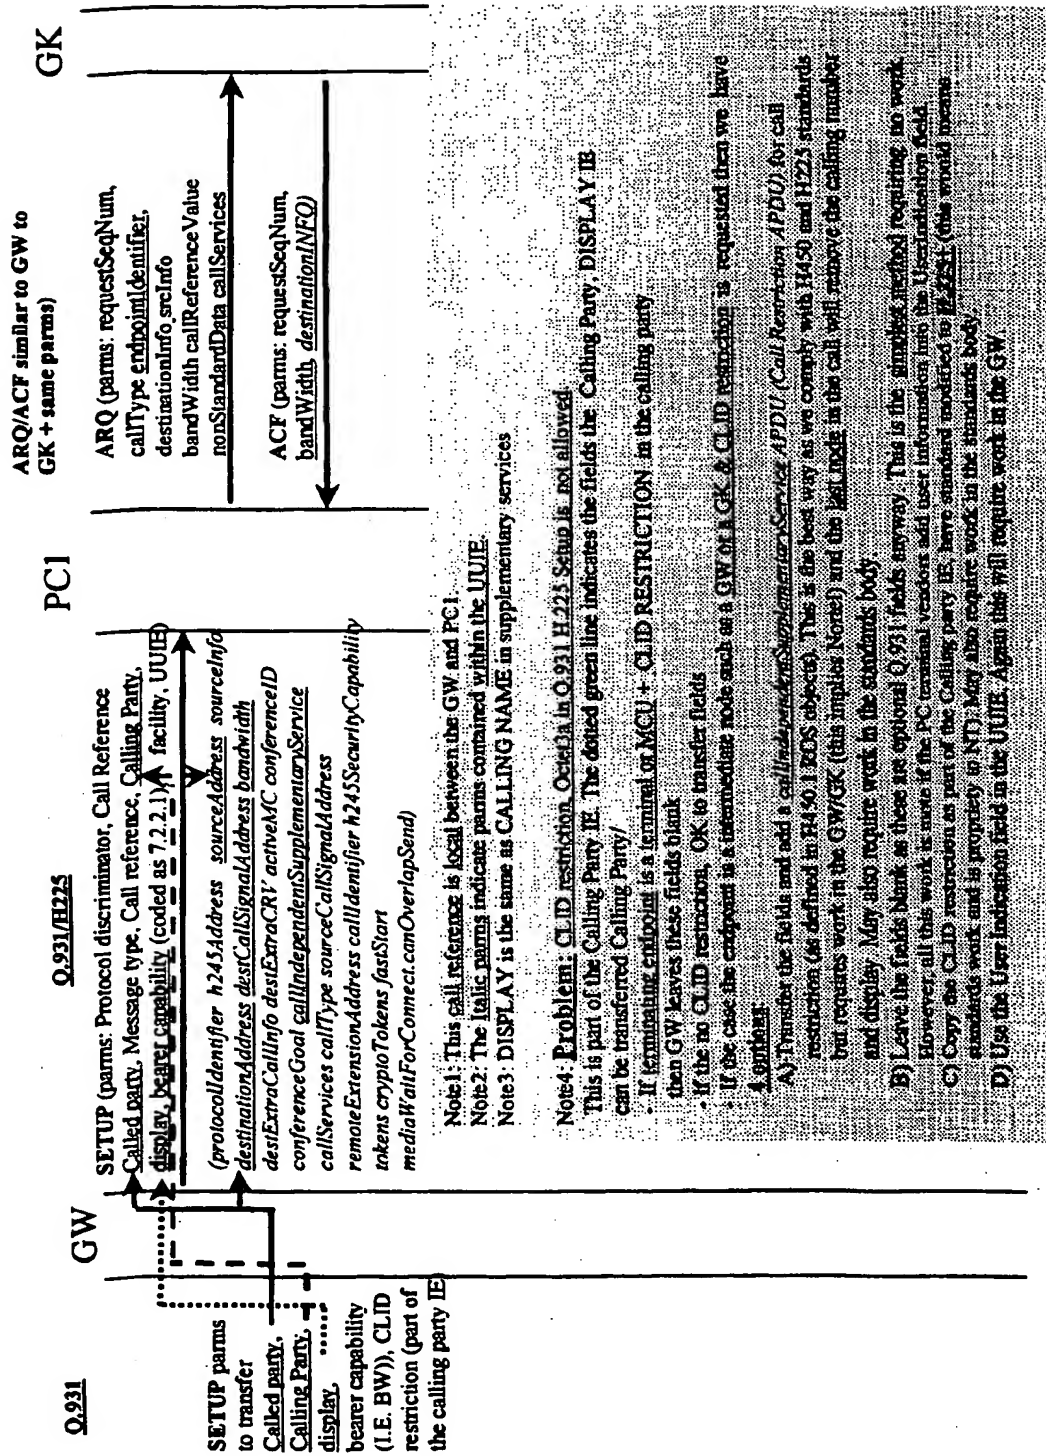 Q.931
Q.931/H225
ARQ/ACF similar to GW to
GK + same parms)
GW
PC1
GK
SETUP parms
to transfer
Called party,
Calling Party,
display,
bearer capability
(I.E. BW)), CLID
restriction (part of
the calling party IE)
SETUP (parms: Protocol discriminator, Call Reference
Called party, Message type, Call reference, Calling Party,
display, bearer capability (coded as 7.2.2.1), facility, UUIE)
(protocolIdentifier h245Address sourceAddress sourceInfo
destinationAddress destCallSignalAddress bandwidth
destExtraCallInfo destExtraCRV activeMC conferenceID
conferenceGoal callIndependentSupplementaryService
callServices callType sourceCallSignalAddress
remoteExtensionAddress callIdentifier h245SecurityCapability
tokens cryptoTokens fastStart
mediaWaitForConnect.canOverlapSend)
ARQ (parms: requestSeqNum,
callType endpointIdentifier,
destinationInfo,srcInfo
bandWidth callReferenceValue
nonStandardData callServices
ACF (parms: requestSeqNum,
bandWidth, destinationINFO)
Note1: This call reference is local between the GW and PC1.
Note2: The Italic parms indicate parms contained within the UUIE
Note3: DISPLAY is the same as CALLING NAME in supplementary services
Note4: Problem: CLID restriction Octet3a in Q.931 H.225 Setup is not allowed
This is part of the Calling Party IE. The dotted green line indicates the fields the Calling Party, DISPLAY IE
can be transferred Calling Party/
• If terminating endpoint is a terminal or MCU + CLID RESTRICTION in the calling party
then GW leaves these fields blank
• If the no CLID restriction, OK to transfer fields
• If the case the endpoint is a intermediate node such as a GW or a GK & CLID restriction is requested then we have
4 options:
A) Transfer the fields and add a callIndependentSupplementaryService APDU (Call Restriction APDU) for call
restriction (as defined in H450.1 ROS objects). This is the best way as we comply with H450 and H225 standards
but requires work in the GW/GK (this implies Nortel) and the last node in the call will remove the calling number
and display. May also require work in the standards body.
B) Leave the fields blank as these are optional Q.931 fields anyway. This is the simplest method requiring no work.
However, all this work is mute if the PC terminal vendors add user information into the UserIndication field.
C) Copy the CLID restriction as part of the Calling party IE, have standard modified to H.225+ (this would means
standards work and is propriety to NT). May also require work in the standards body.
D) Use the User Indication field in the UUIE. Again this will require work in the GW.